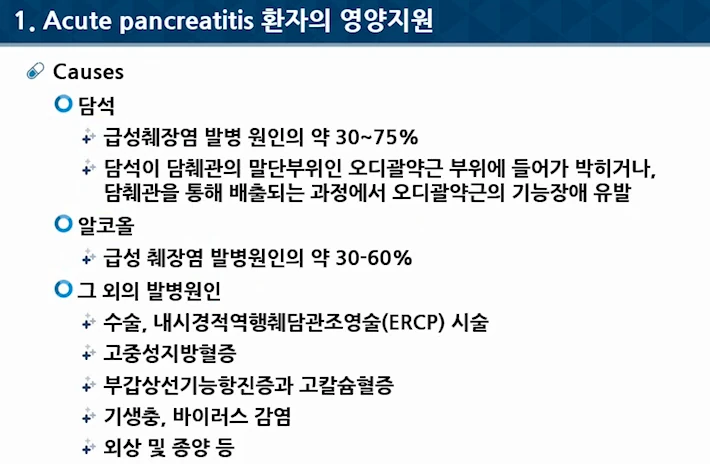 1. Acute pancreatitis 환자의 영양지원
Causes
담석
급성췌장염 발병 원인의 약 30~75%
담석이 담췌관의 말단부위인 오디괄약근 부위에 들어가 박히거나,
담췌관을 통해 배출되는 과정에서 오디괄약근의 기능장애 유발
알코올
급성 췌장염 발병원인의 약 30-60%
그 외의 발병원인
수술, 내시경적역행췌담관조영술(ERCP) 시술
고중성지방혈증
부갑상선기능항진증과 고칼슘혈증
기생충, 바이러스 감염
외상 및 종양 등